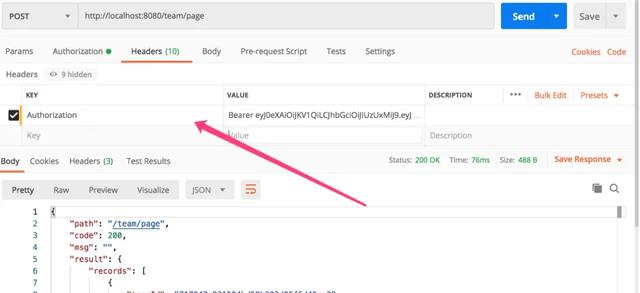 POST http://localhost:8080/team/page Send Save
Params Authorization Headers (10) Body Pre-request Script Tests Settings Cookies Code
Headers 9 hidden
KEY VALUE DESCRIPTION ••• Bulk Edit Presets
Authorization Bearer eyJ0eXAiOiJKV1QiLCJhbGciOiJIUzUxMiJ9.eyJ ...
Key Value Description
Body Cookies Headers (3) Test Results Status: 200 OK Time: 76ms Size: 488 B Save Response
Pretty Raw Preview Visualize JSON
1 {
2 "path": "/team/page",
3 "code": 200,
4 "msg": "",
5 "result": {
6 "records": [
7 {